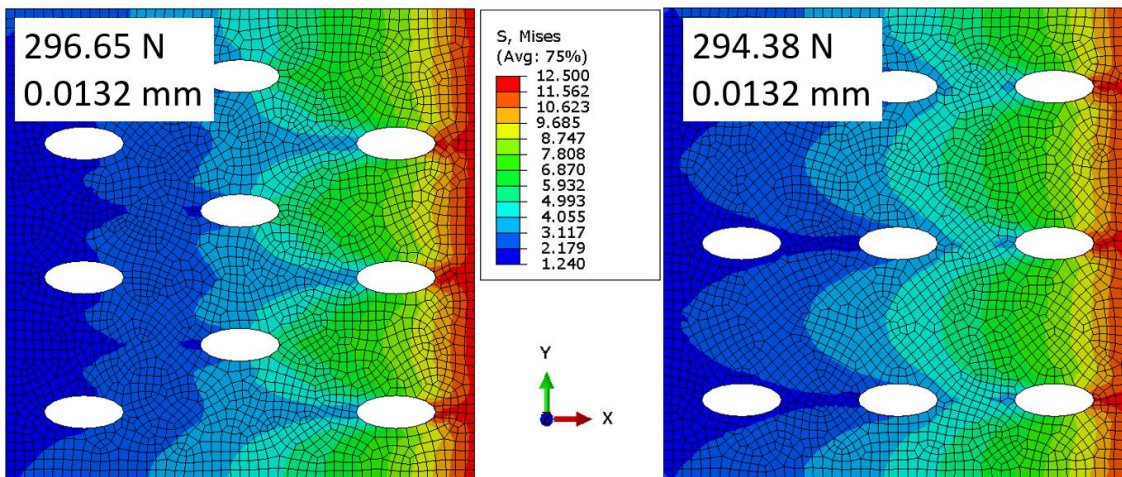 296.65 N
0.0132 mm
S, Mises
(Avg: 75%)
12.500
11.562
10.623
9.685
8.747
7.808
6.870
5.932
4.993
4.055
3.117
2.179
1.240
Y
X
294.38 N
0.0132 mm